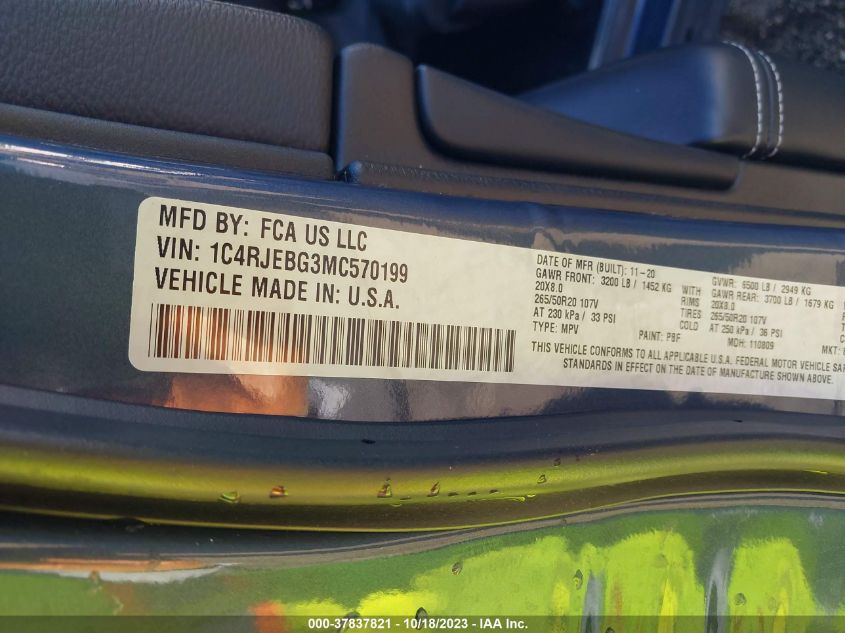 MFD BY: FCA US LLC
VIN: 1C4RJEBG3MC570199
VEHICLE MADE IN: U.S.A.
DATE OF MFR (BUILT): 11-20 GVWR: 6500 LB / 2949 KG
GAWR FRONT: 3200 LB / 1452 KG WITH GAWR REAR: 3700 LB / 1679 KG
20X8.0 RIMS 20X8.0
265/50R20 107V TIRES 265/50R20 107V
AT 230 kPa / 33 PSI COLD AT 250 kPa / 36 PSI
TYPE: MPV PAINT: PBF MDH: 110809 MKT:
THIS VEHICLE CONFORMS TO ALL APPLICABLE U.S.A. FEDERAL MOTOR VEHICLE
STANDARDS IN EFFECT ON THE DATE OF MANUFACTURE SHOWN ABOVE.
000-37837821 - 10/18/2023 - IAA Inc.